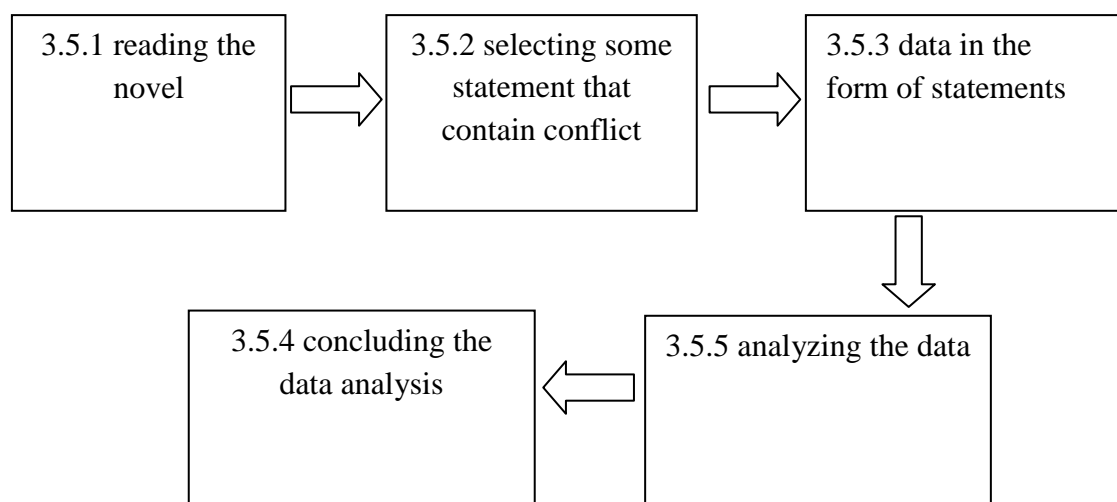 3.5.1 reading the
novel
3.5.2 selecting some
statement that
contain conflict
3.5.3 data in the
form of statements
3.5.4 concluding the
data analysis
3.5.5 analyzing the data